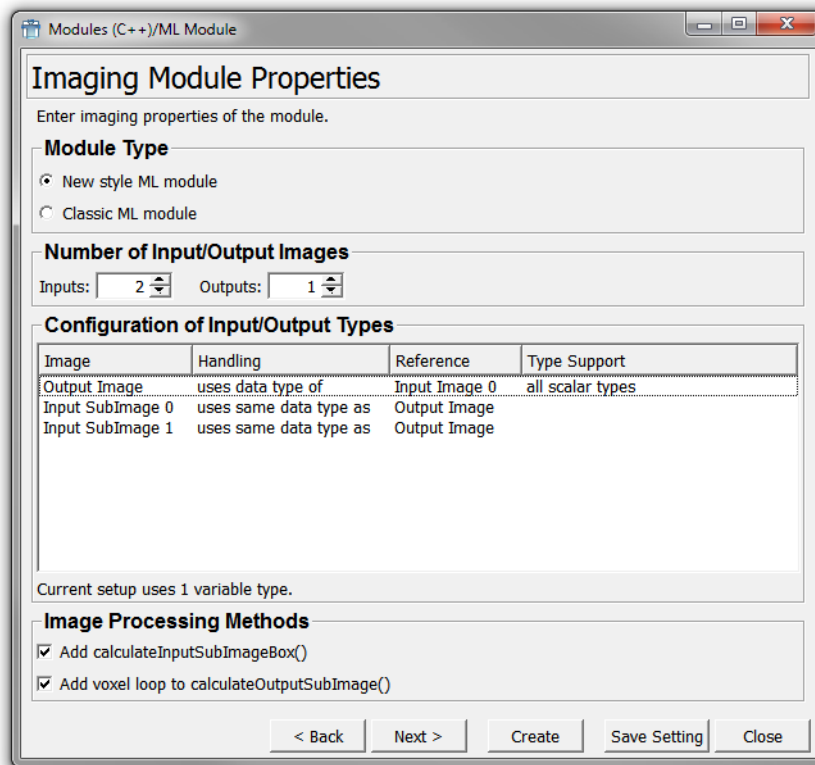 Modules (C++)/ML Module
Imaging Module Properties
Enter imaging properties of the module.
Module Type
New style ML module
Classic ML module
Number of Input/Output Images
Inputs: 2 Outputs: 1
Configuration of Input/Output Types
Image Handling Reference Type Support
Output Image uses data type of Input Image 0 all scalar types
Input SubImage 0 uses same data type as Output Image
Input SubImage 1 uses same data type as Output Image
Current setup uses 1 variable type.
Image Processing Methods
Add calculateInputSubImageBox()
Add voxel loop to calculateOutputSubImage()
< Back Next > Create Save Setting Close